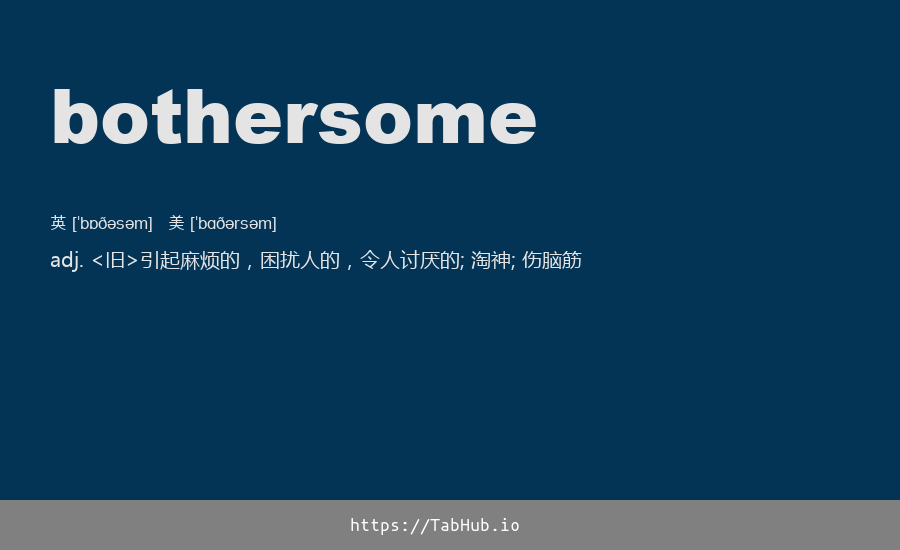 bothersome
英 [ˈbɒðəsəm] 美 [ˈbɑðərsəm]
adj. <旧>引起麻烦的，困扰人的，令人讨厌的; 淘神; 伤脑筋
https://TabHub.io